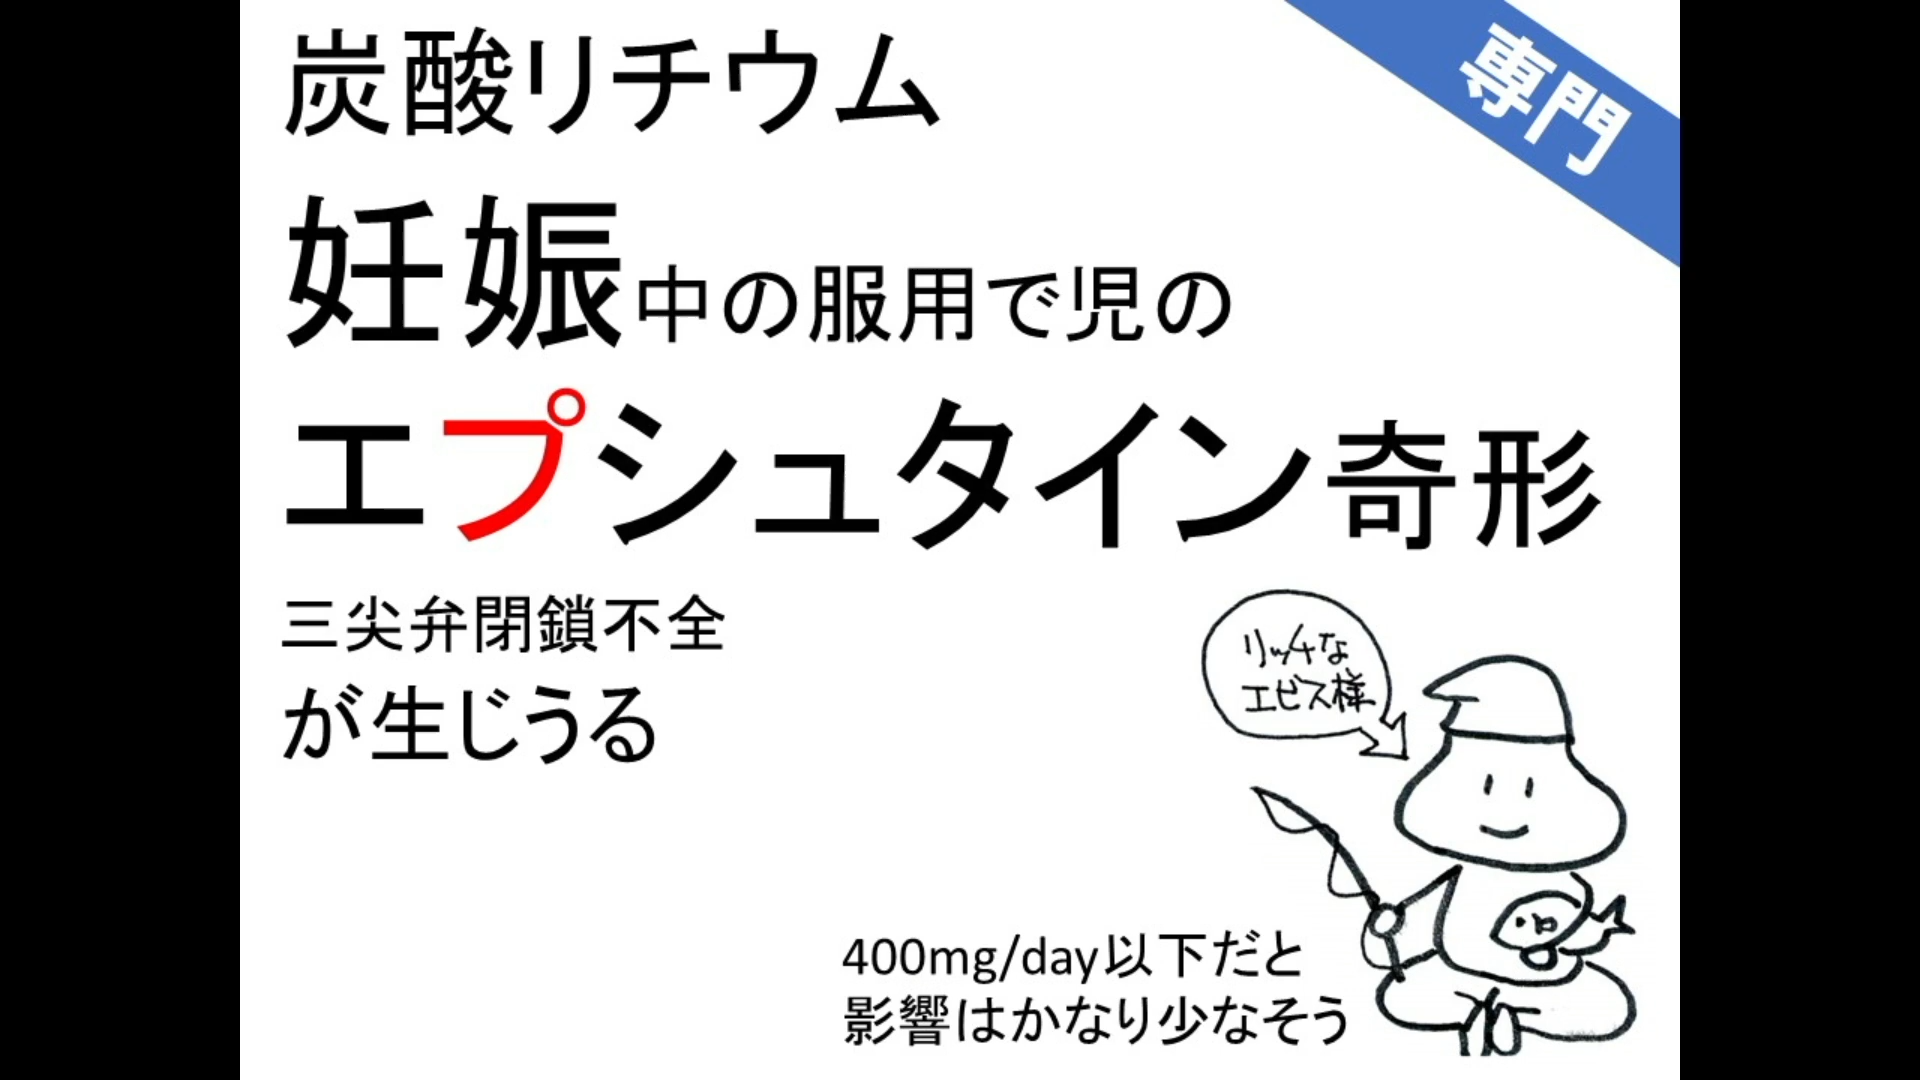 専門
炭酸リチウム
妊娠中の服用で児の
エプシュタイン奇形
三尖弁閉鎖不全
が生じうる
リッチな
エビス様
400mg/day以下だと
影響はかなり少なそう